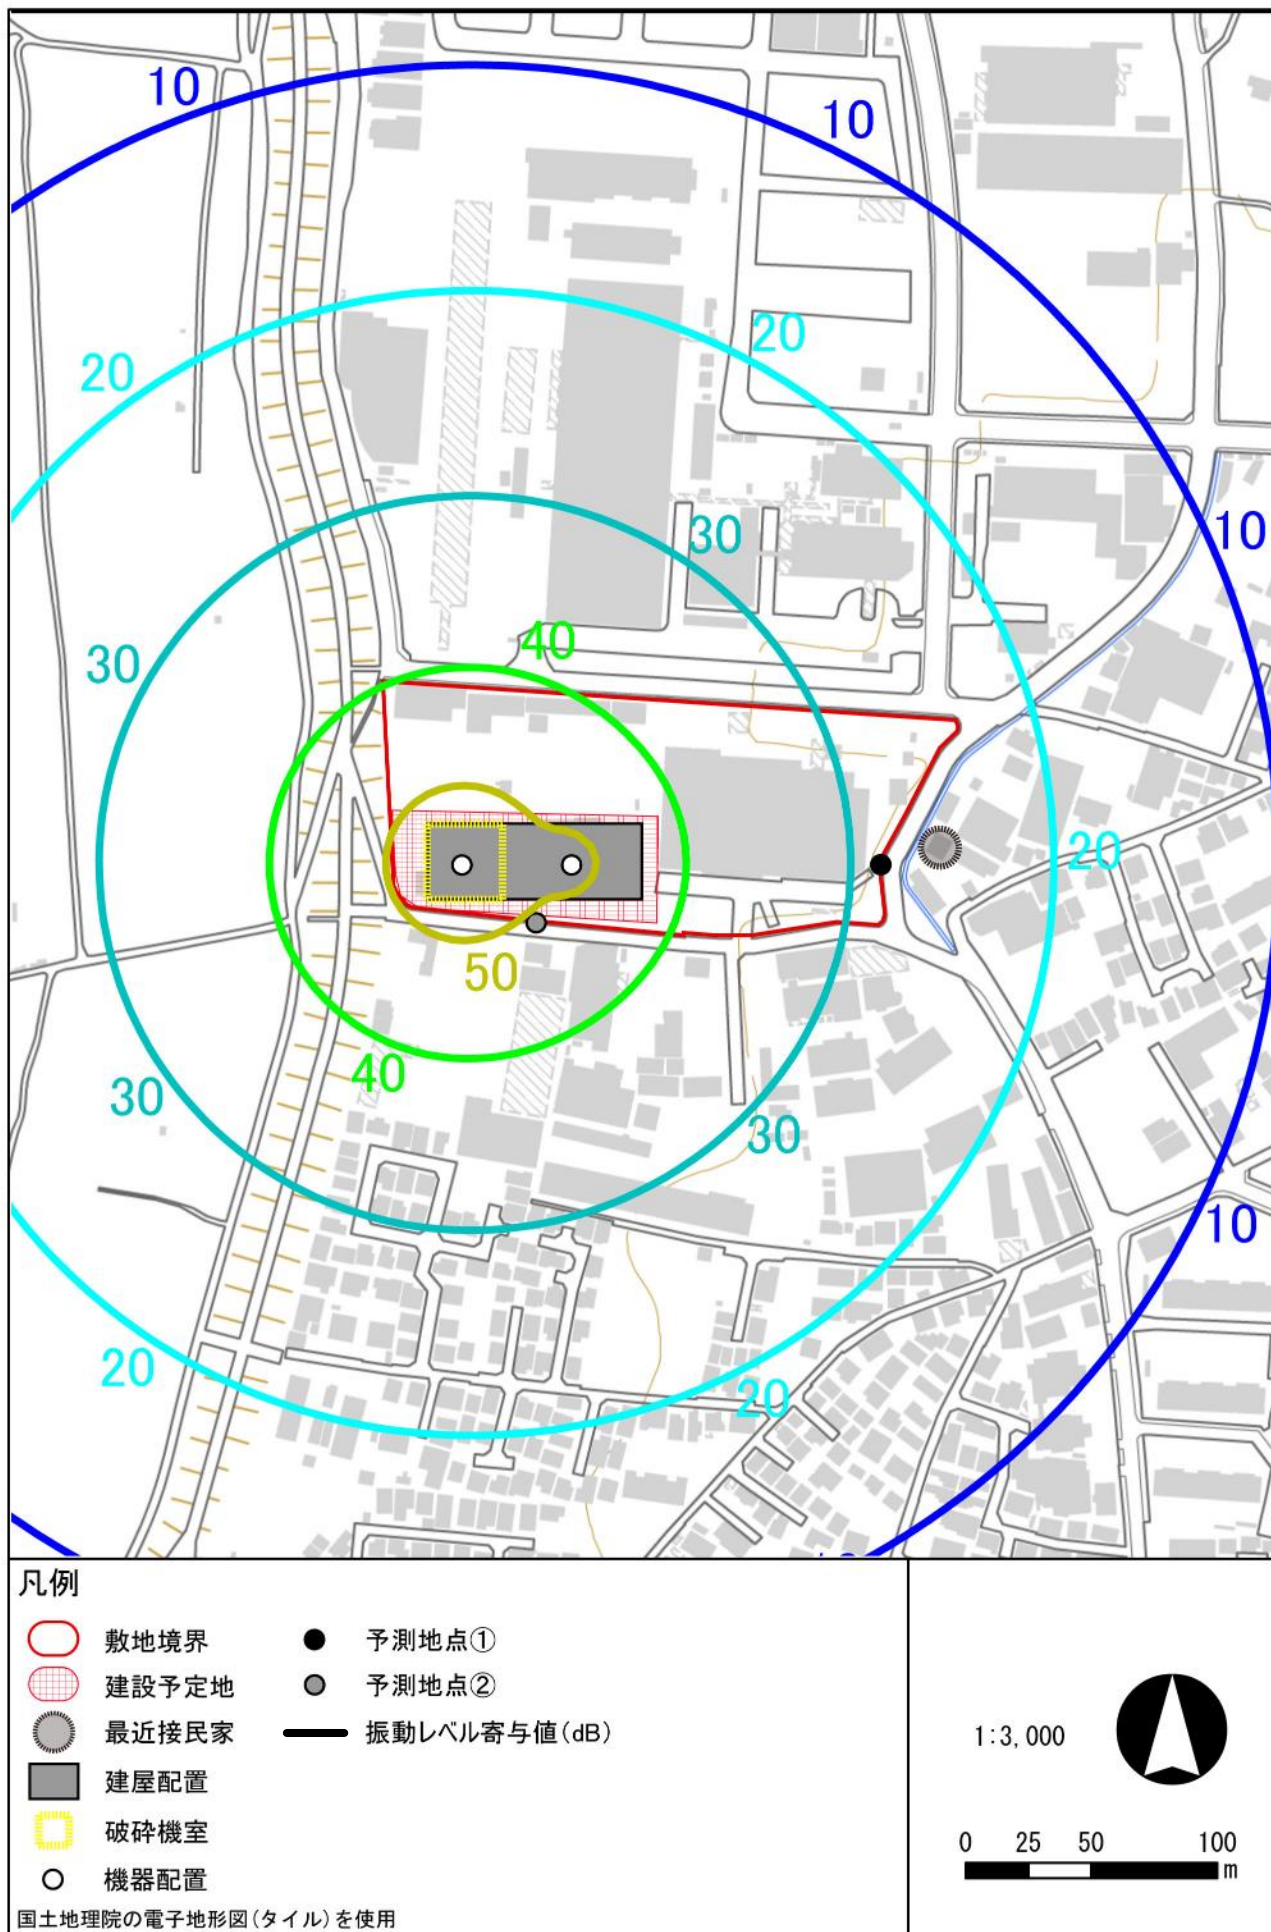 10
10
20
20
30
10
40
30
20
50
40
30
30
10
20
20
凡例
敷地境界
予測地点①
建設予定地
予測地点②
最近接民家
振動レベル寄与値(dB)
建屋配置
破砕機室
機器配置
国土地理院の電子地形図(タイル)を使用
1:3,000
0 25 50 100
m